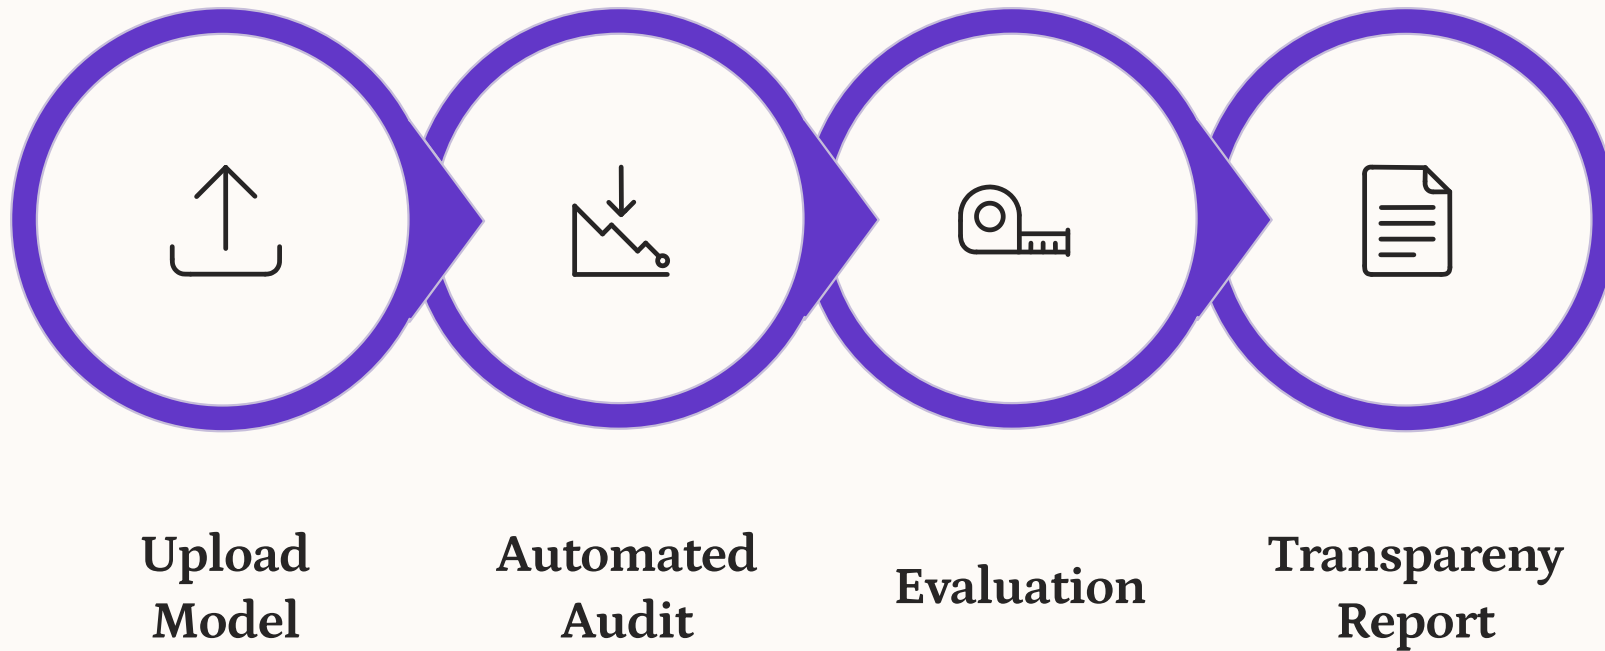 Upload
Model
Automated
Audit
Evaluation
Transpareny
Report